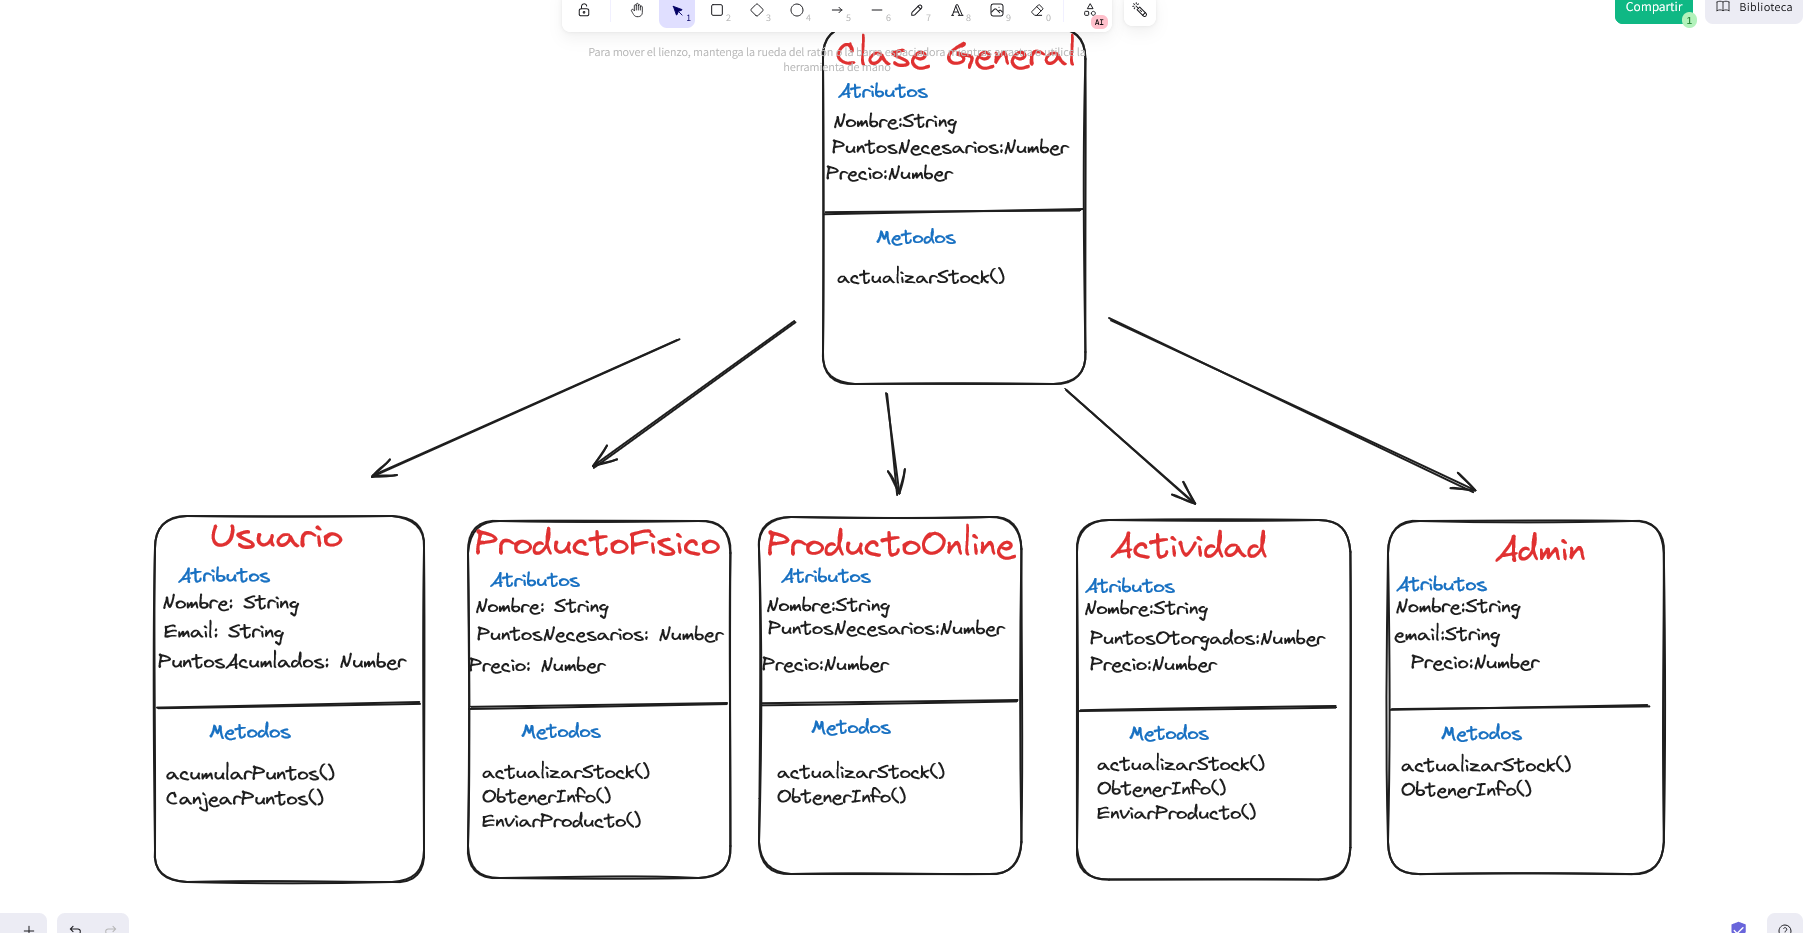 1
2
3
4
5
6
7
8
9
0
AI
Compartir
1
Biblioteca
Para mover el lienzo, mantenga la rueda del ratón o la barra espaciadora mientras arrastra o utilice la
herramienta de mano
Clase General
Atributos
Nombre:String
PuntosNecesarios:Number
Precio:Number
Metodos
actualizarStock()
Usuario
Atributos
Nombre: String
Email: String
PuntosAcumlados: Number
Metodos
acumularPuntos()
CanjearPuntos()
ProductoFisico
Atributos
Nombre: String
PuntosNecesarios: Number
Precio: Number
Metodos
actualizarStock()
ObtenerInfo()
EnviarProducto()
ProductoOnline
Atributos
Nombre:String
PuntosNecesarios:Number
Precio:Number
Metodos
actualizarStock()
ObtenerInfo()
Actividad
Atributos
Nombre:String
PuntosOtorgados:Number
Precio:Number
Metodos
actualizarStock()
ObtenerInfo()
EnviarProducto()
Admin
Atributos
Nombre:String
email:String
Precio:Number
Metodos
actualizarStock()
ObtenerInfo()